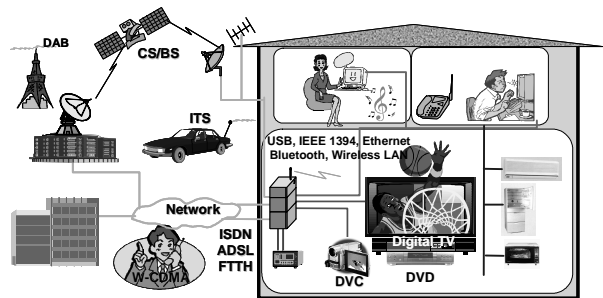 DAB
CS/BS
ITS
USB, IEEE 1394, Ethernet
Bluetooth, Wireless LAN
Network
ISDN
ADSL
FTTH
W-CDMA
Digital TV
DVC
DVD